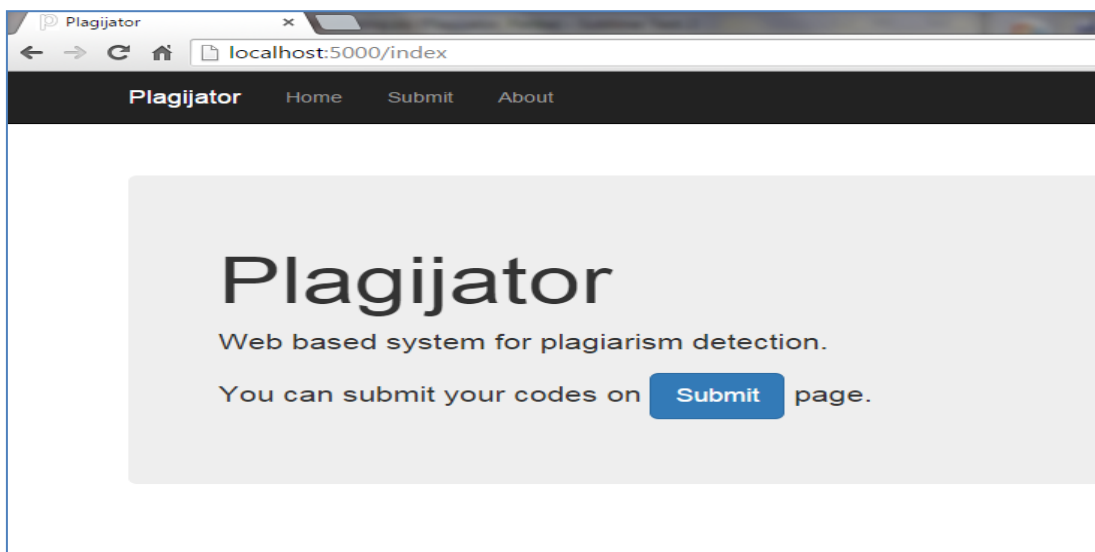 Plagijator
localhost:5000/index
Plagijator Home Submit About
Plagijator
Web based system for plagiarism detection.
You can submit your codes on Submit page.